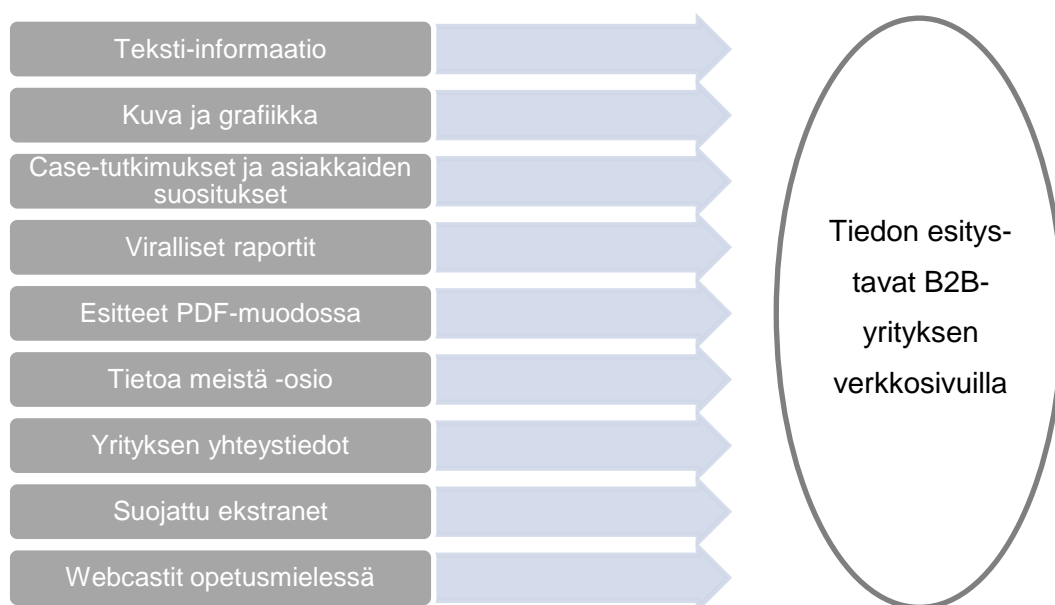 Teksti-informaatio
Kuva ja grafiikka
Case-tutkimukset ja asiakkaiden
suositukset
Viralliset raportit
Esitteet PDF-muodossa
Tietoa meistä -osio
Yrityksen yhteystiedot
Suojattu ekstranet
Webcastit opetusmielessä
Tiedon esitys-
tavat B2B-
yrityksen
verkkosivuilla